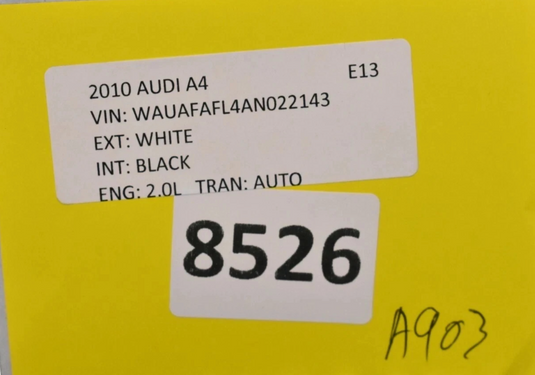 2010 AUDI A4 E13
VIN: WAUAFAFL4AN022143
EXT: WHITE
INT: BLACK
ENG: 2.0L TRAN: AUTO
8526
A903